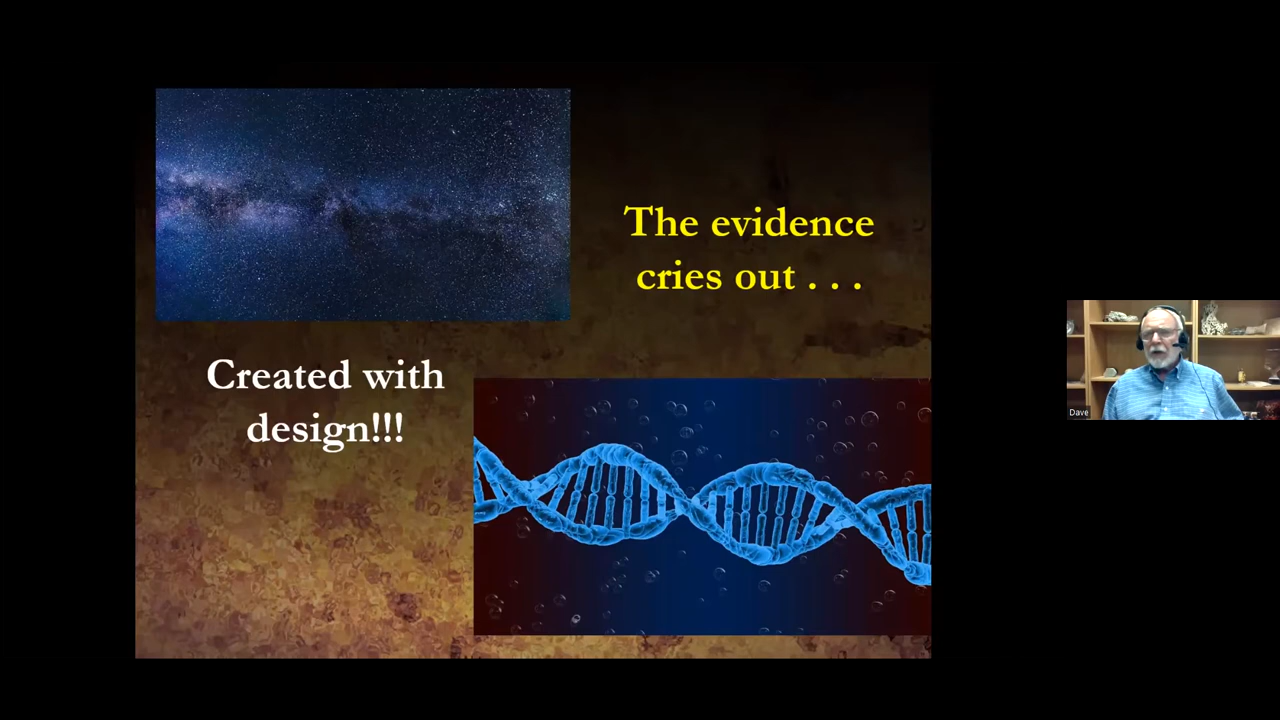 The evidence
cries out . . .
Created with
design!!!
Dave